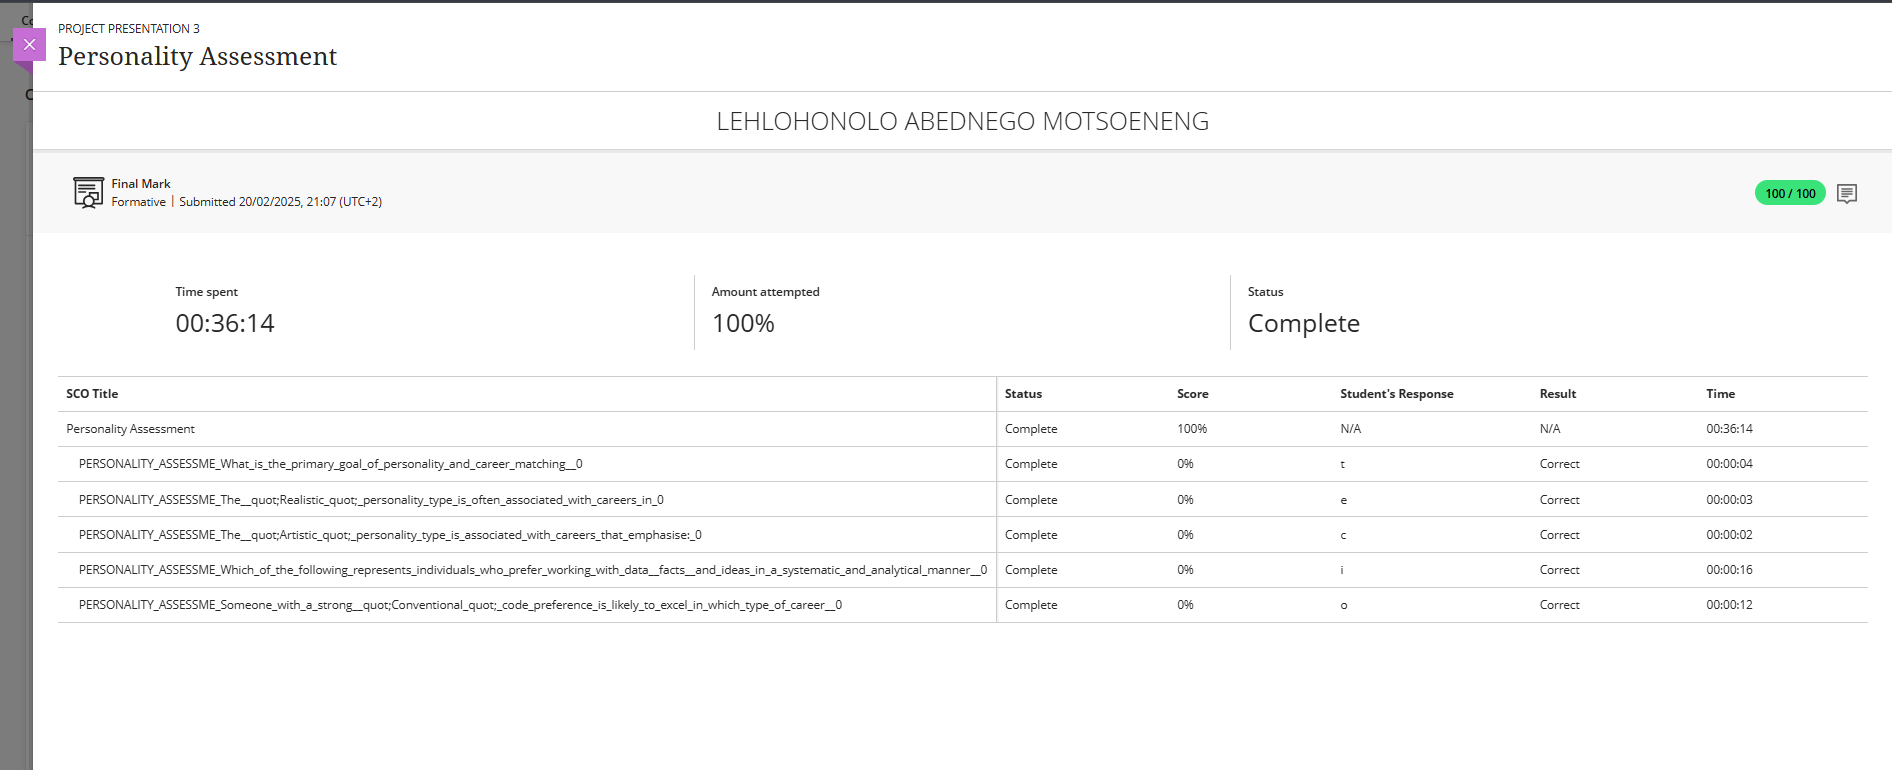 Co
PROJECT PRESENTATION 3
Personality Assessment
C
LEHLOHONOLO ABEDNEGO MOTSOENENG
Final Mark
Formative | Submitted 20/02/2025, 21:07 (UTC+2)
100 / 100
Time spent Amount attempted Status
00:36:14 100% Complete
SCO Title Status Score Student's Response Result Time
Personality Assessment Complete 100% N/A N/A 00:36:14
PERSONALITY_ASSESSME_What_is_the_primary_goal_of_personality_and_career_matching__0 Complete 0% t Correct 00:00:04
PERSONALITY_ASSESSME_The__quot;Realistic_quot;_personality_type_is_often_associated_with_careers_in_0 Complete 0% e Correct 00:00:03
PERSONALITY_ASSESSME_The__quot;Artistic_quot;_personality_type_is_associated_with_careers_that_emphasise:_0 Complete 0% c Correct 00:00:02
PERSONALITY_ASSESSME_Which_of_the_following_represents_individuals_who_prefer_working_with_data__facts__and_ideas_in_a_systematic_and_analytical_manner__0 Complete 0% i Correct 00:00:16
PERSONALITY_ASSESSME_Someone_with_a_strong__quot;Conventional_quot;_code_preference_is_likely_to_excel_in_which_type_of_career__0 Complete 0% o Correct 00:00:12